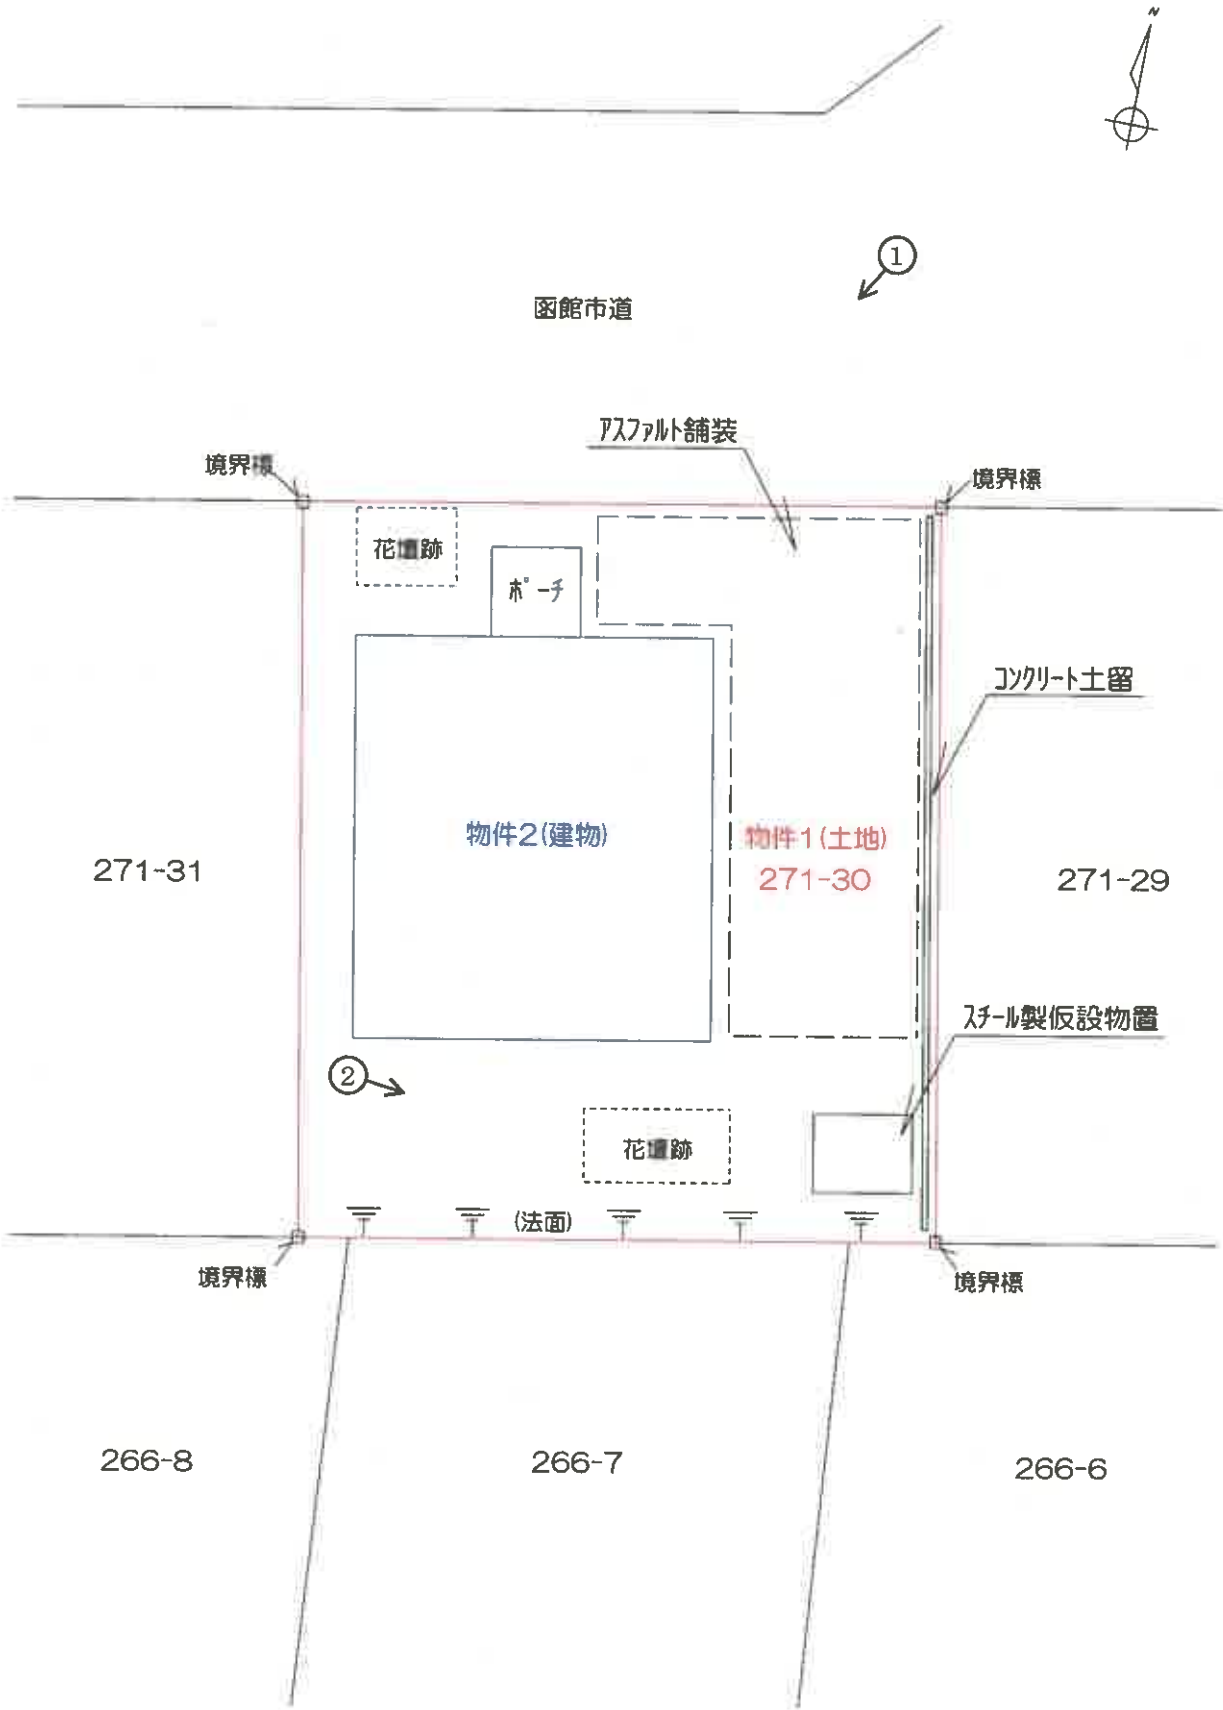 N
①
函館市道
アスファルト舗装
境界標
境界標
花壇跡
ポーチ
コンクリート土留
物件2(建物)
物件1(土地)
271-30
271-31
271-29
スチール製仮設物置
②
花壇跡
(法面)
境界標
境界標
266-8
266-7
266-6